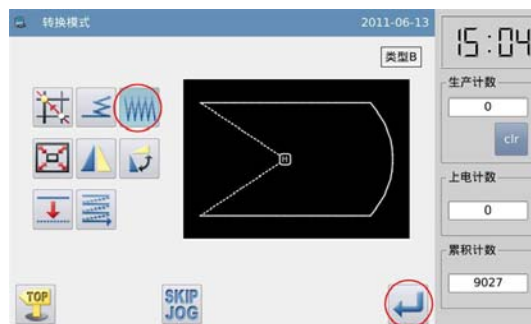 转换模式
2011-06-13
15:04
类型B
生产计数
0
clr
H
上电计数
0
累积计数
9027
TOP
SKIP
JOG